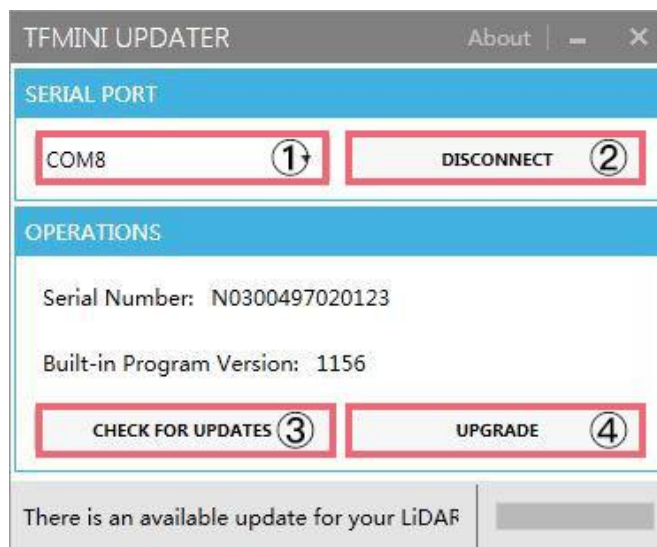 TFMINI UPDATER About
SERIAL PORT
COM8 ① DISCONNECT ②
OPERATIONS
Serial Number: N0300497020123
Built-in Program Version: 1156
CHECK FOR UPDATES ③ UPGRADE ④
There is an available update for your LiDAR